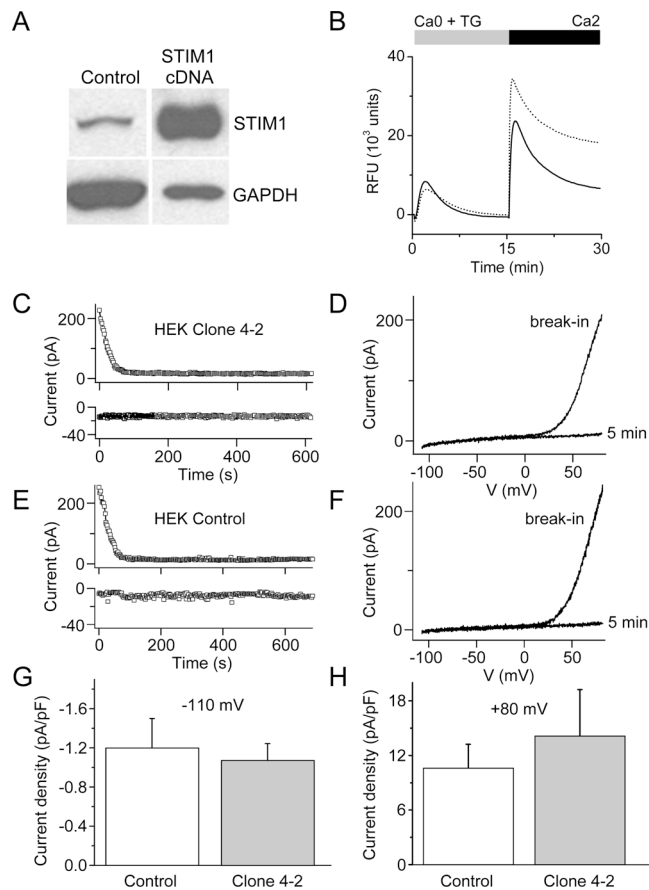 A
Control
STIM1
cDNA
STIM1
GAPDH
B
Ca0 + TG
Ca2
RFU (10³ units)
40
20
0
0
15
30
Time (min)
C
HEK Clone 4-2
Current (pA)
200
0
0
-20
-40
0
200
400
600
Time (s)
D
break-in
5 min
Current (pA)
200
100
0
-100
-50
0
50
V (mV)
E
HEK Control
Current (pA)
200
0
0
-20
-40
0
200
400
600
Time (s)
F
break-in
5 min
Current (pA)
200
100
0
-100
-50
0
50
V (mV)
G
-110 mV
Current density (pA/pF)
-1.6
-1.2
-0.8
-0.4
0.0
Control
Clone 4-2
H
+80 mV
Current density (pA/pF)
18
12
6
0
Control
Clone 4-2